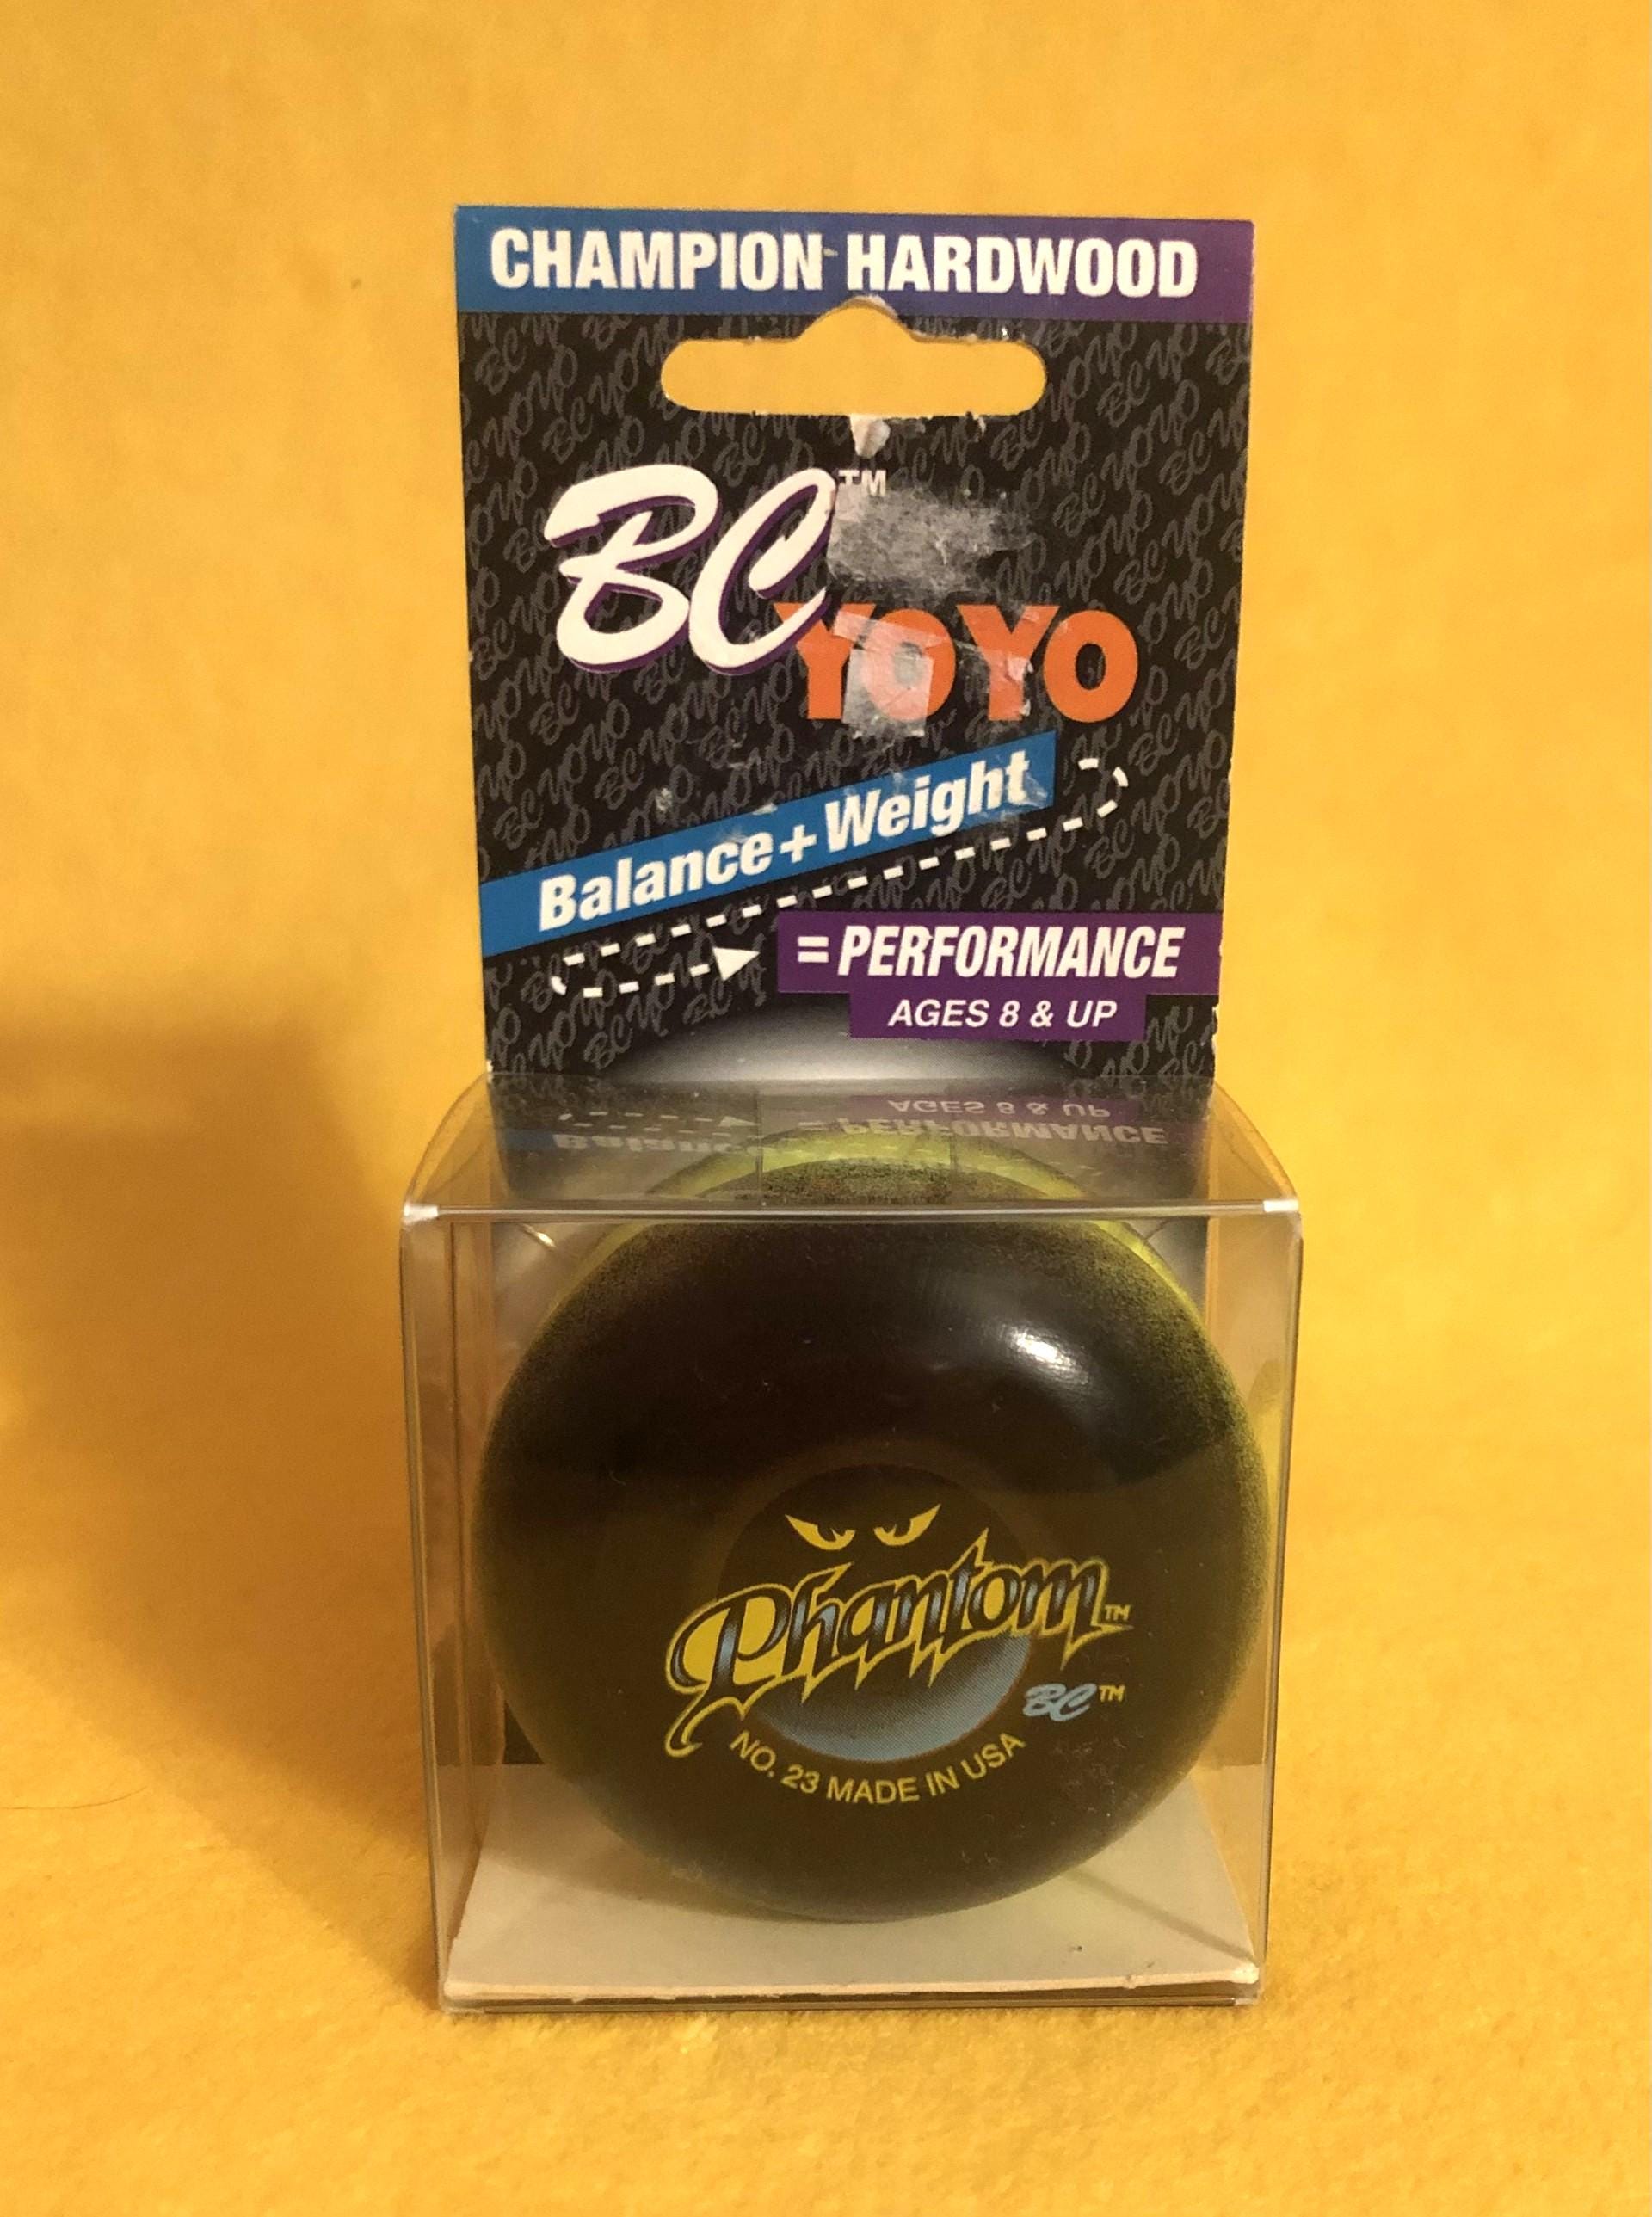 CHAMPION HARDWOOD
BC™
YOYO
Balance+Weight
=PERFORMANCE
AGES 8 & UP
Phantom™
BC™
NO. 23 MADE IN USA